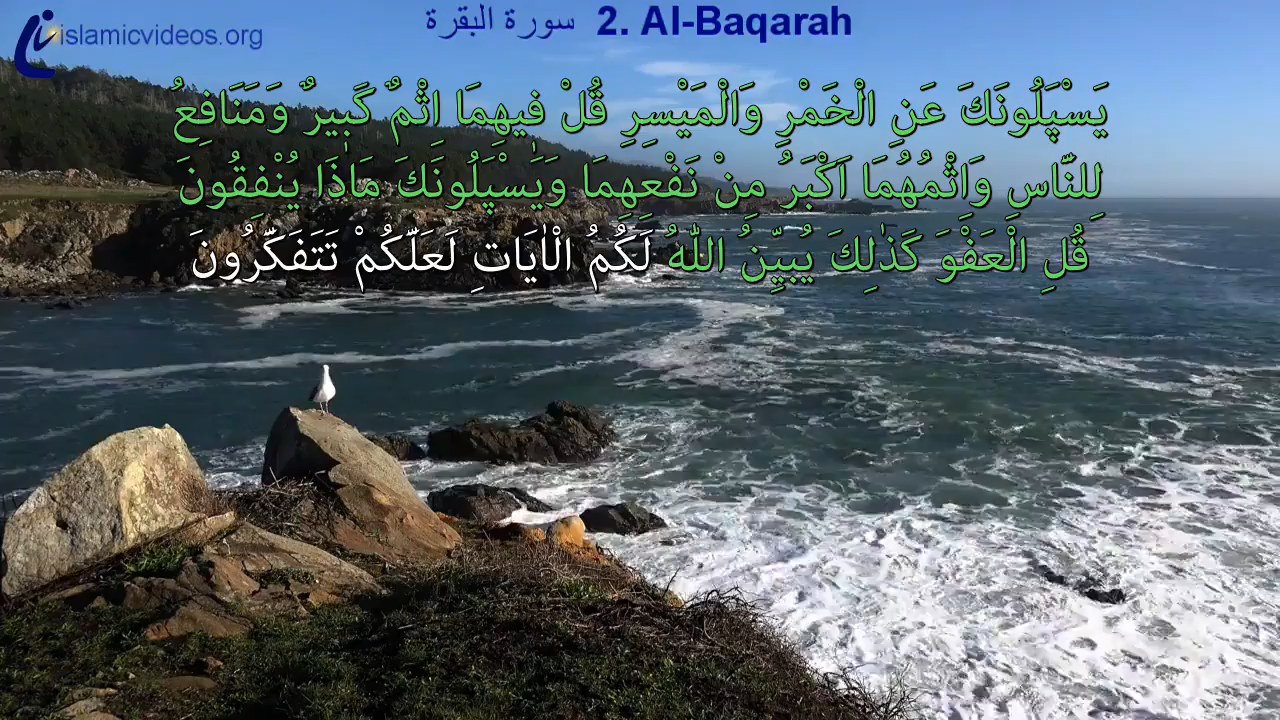 islamicvideos.org
سورة البقرة 2. Al-Baqarah
يَسْپَلُونَكَ عَنِ الْخَمْرِ وَالْمَيْسِرِ قُلْ فِيهِمَا اِثْمٌ كَبِيرٌ وَمَنَافِعُ
لِلنَّاسِ وَاِثْمُهُمَا اَكْبَرُ مِنْ نَفْعِهِمَا وَيَسْپَلُونَكَ مَاذَا يُنْفِقُونَ
قُلِ الْعَفْوَ كَذٰلِكَ يُبَيِّنُ اللّٰهُ لَكُمُ الْاٰيَاتِ لَعَلَّكُمْ تَتَفَكَّرُونَ